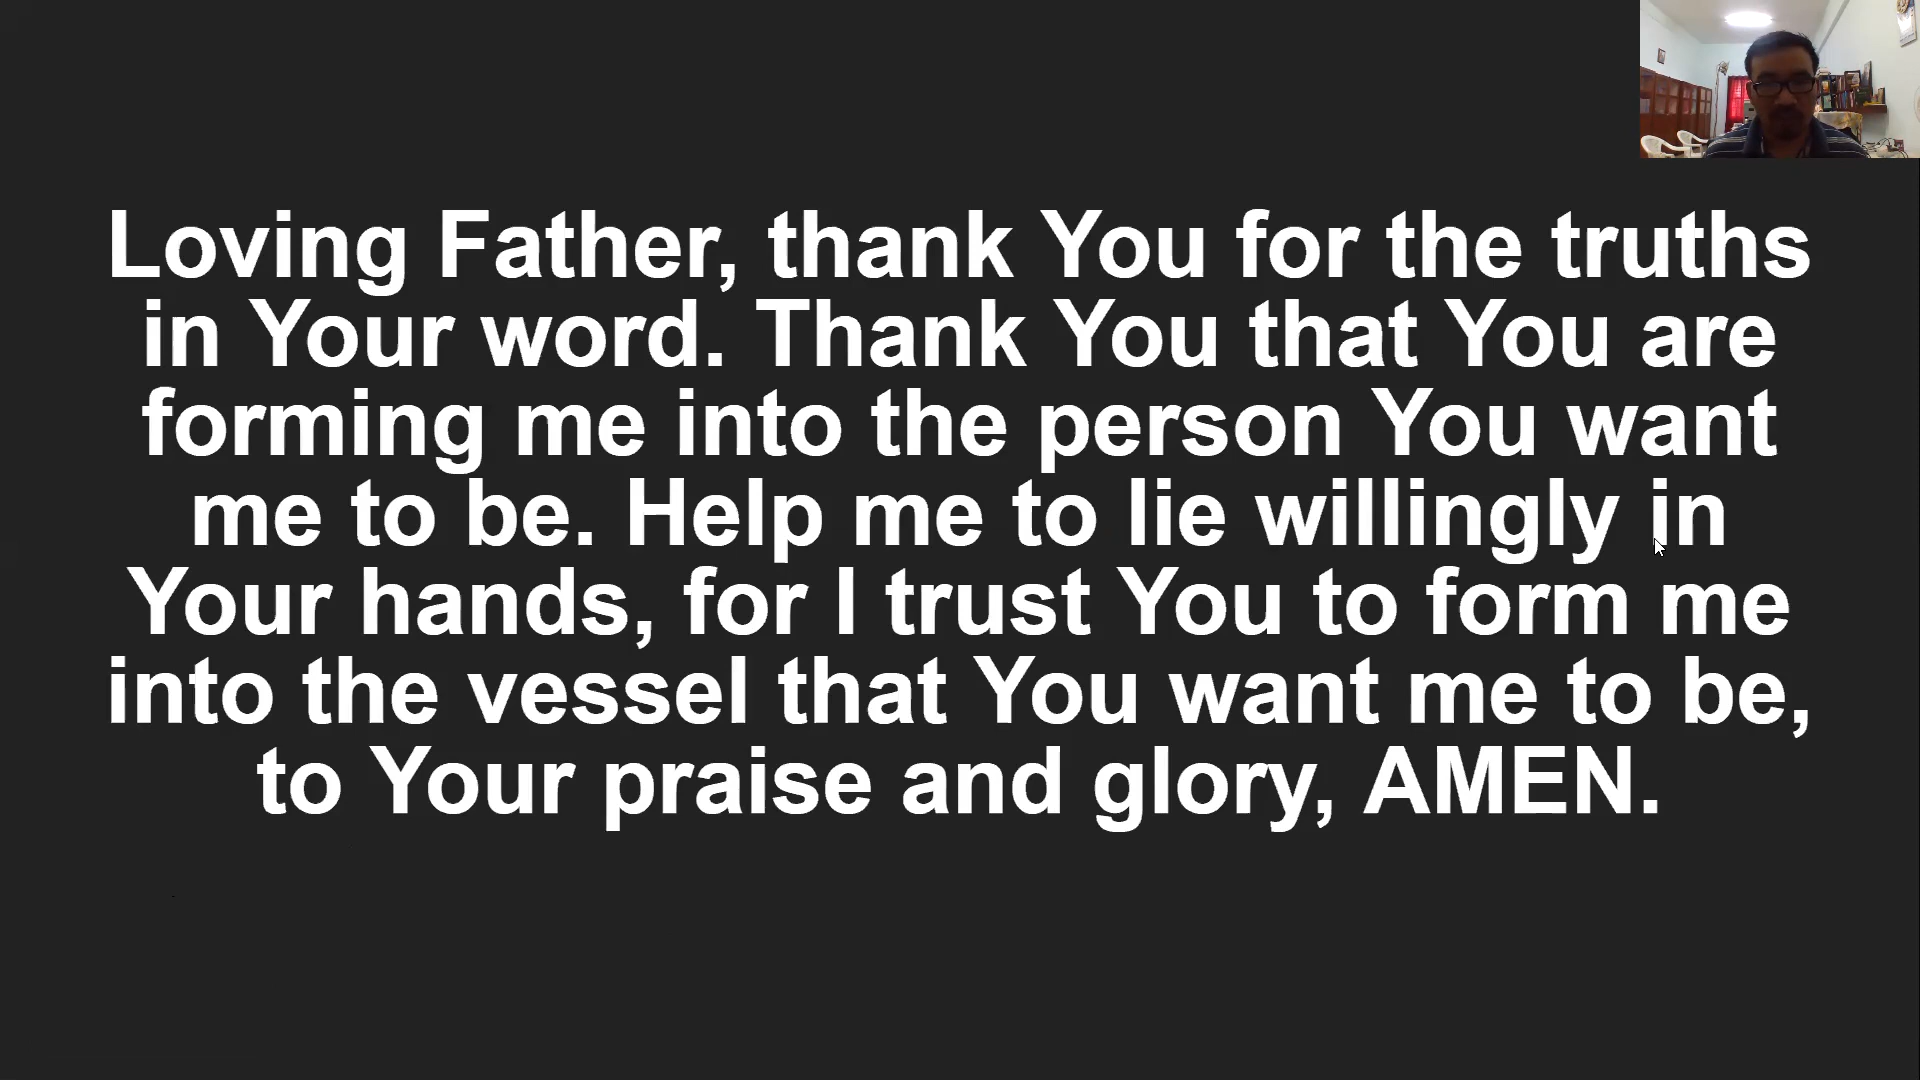 Loving Father, thank You for the truths
in Your word. Thank You that You are
forming me into the person You want
me to be. Help me to lie willingly in
Your hands, for I trust You to form me
into the vessel that You want me to be,
to Your praise and glory, AMEN.